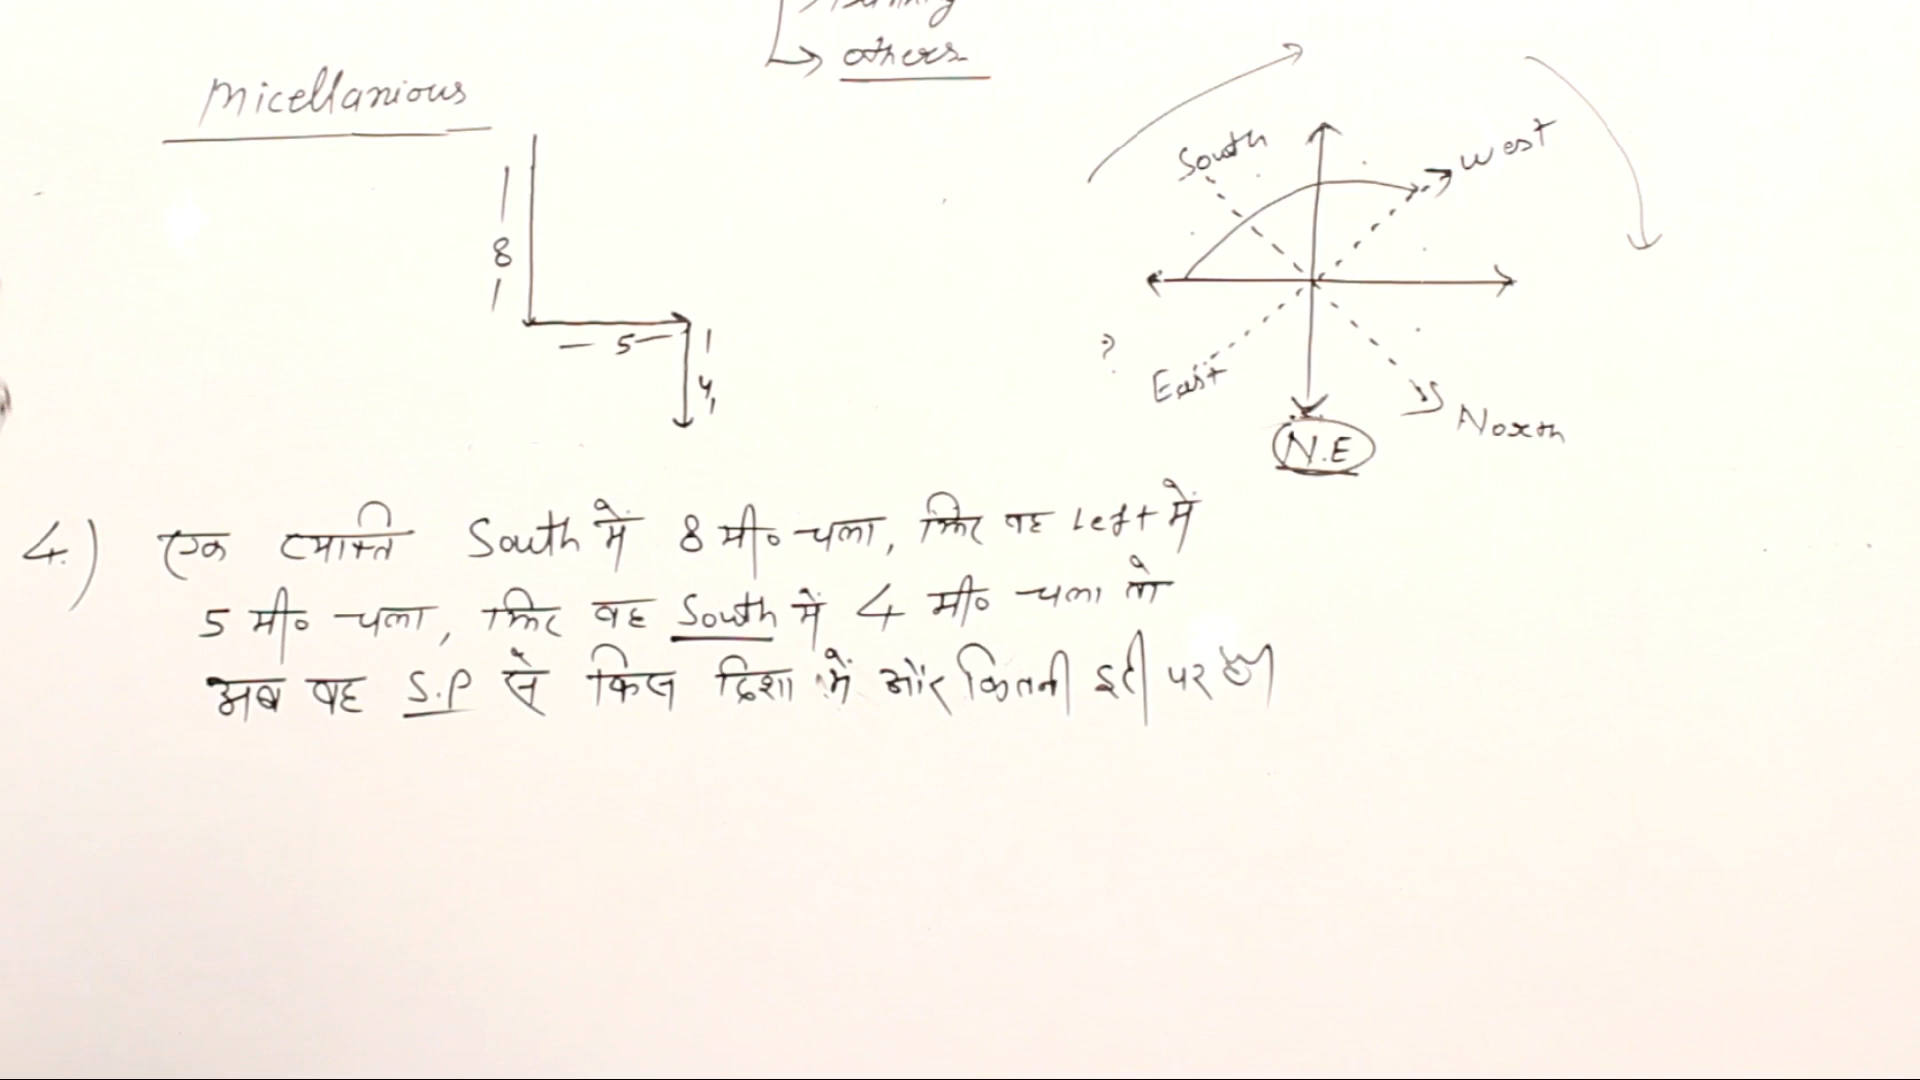 others
Micellanious
South
West
8
5
4
?
East
North
N.E
4.) एक व्यक्ति South में 8 मी० चला, फिर वह Left में
5 मी० चला, फिर वह South में 4 मी० चला तो
अब वह S.P से किस दिशा में और कितनी दूरी पर है